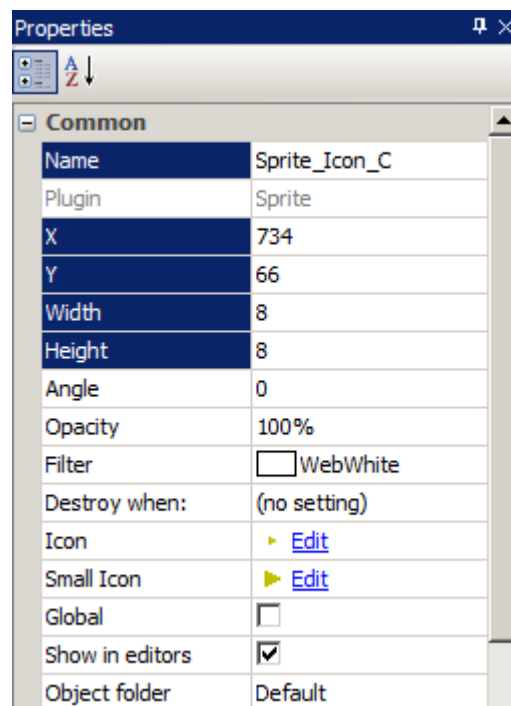 Properties
A
Z
Common
Name Sprite_Icon_C
Plugin Sprite
X 734
Y 66
Width 8
Height 8
Angle 0
Opacity 100%
Filter WebWhite
Destroy when: (no setting)
Icon Edit
Small Icon Edit
Global
Show in editors
Object folder Default